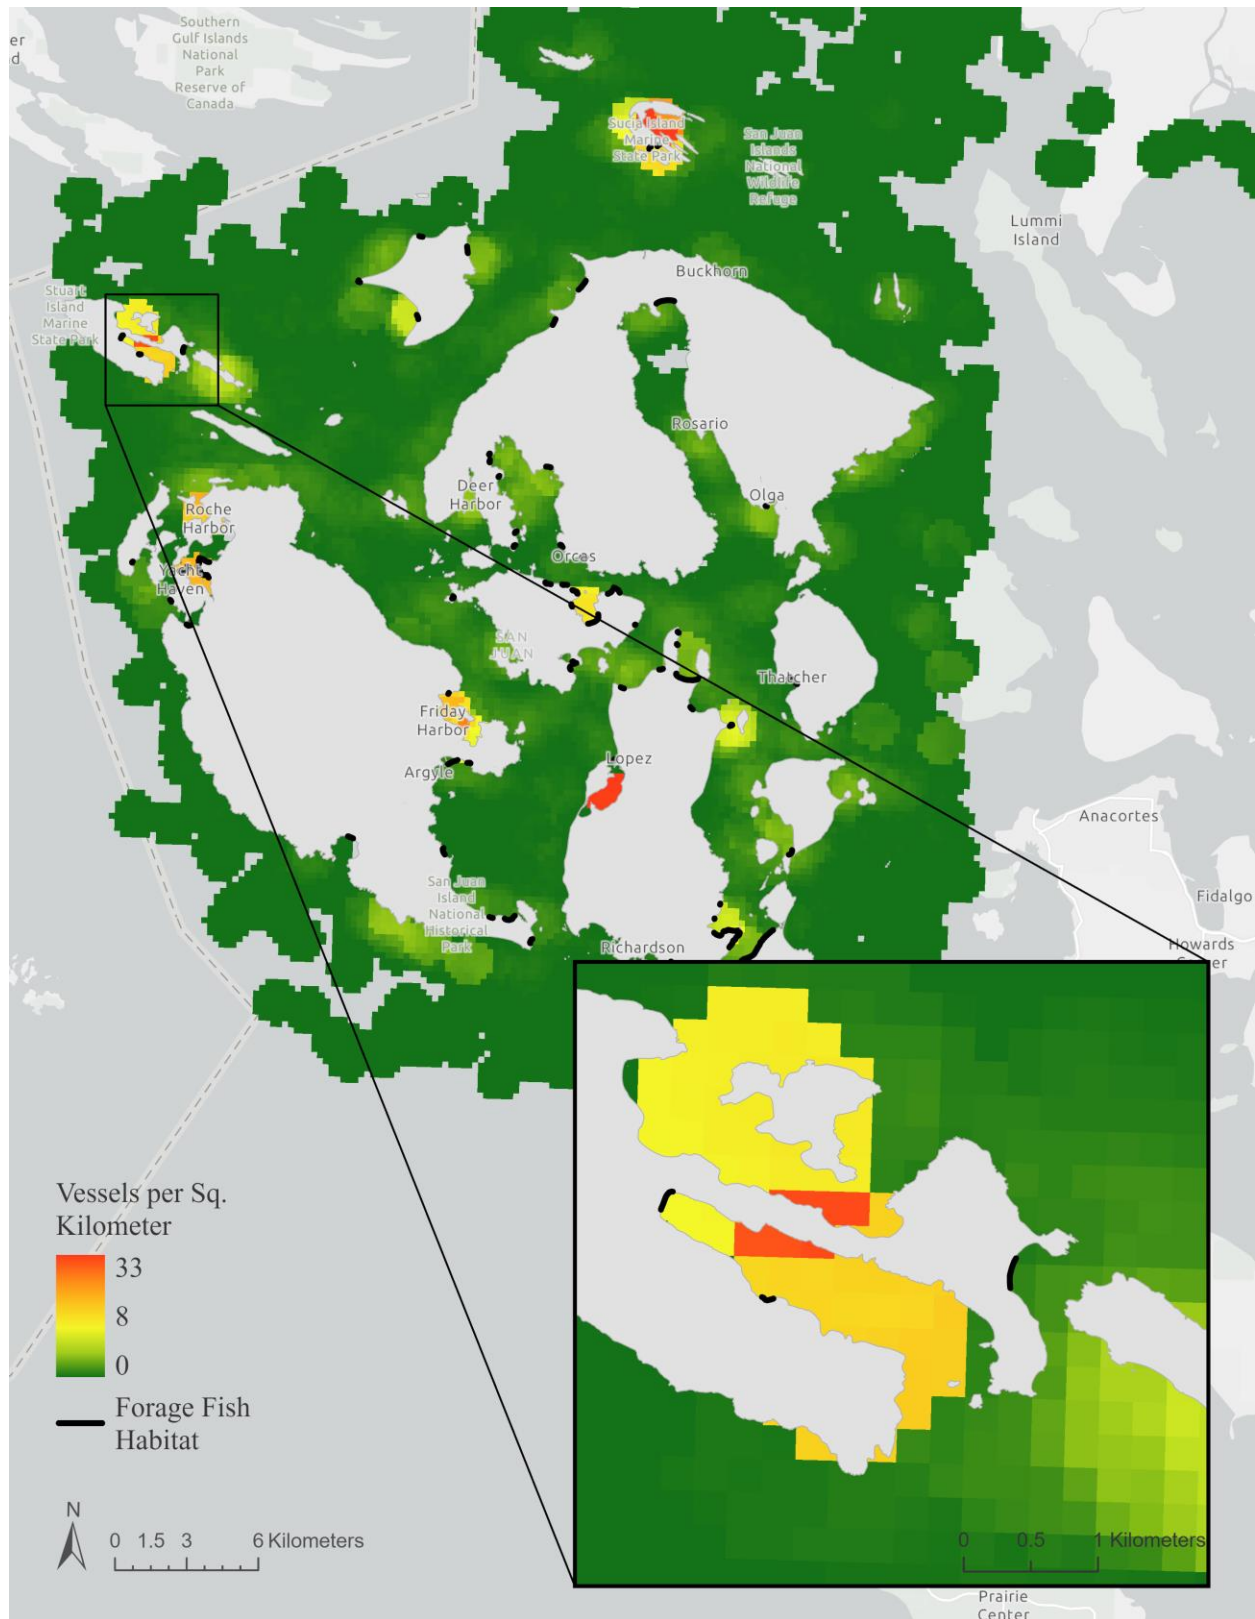 Southern
Gulf Islands
National
Park
Reserve of
Canada
er
d
Sucia Island
Marine
State Park
San Juan
Islands
National
Wildlife
Refuge
Lummi
Island
Buckhorn
Stuart
Island
Marine
State Park
Rosario
Deer
Harbor
Olga
Roche
Harbor
Orcas
Yacht
Haven
SAN
JUAN
Thatcher
Friday
Harbor
Lopez
Argyle
Anacortes
San Juan
Island
National
Historical
Park
Fidalgo
Richardson
Howards
Vessels per Sq.
Kilometer
33
8
0
Forage Fish
Habitat
N
0 1.5 3 6 Kilometers
0 0.5 1 Kilometers
Prairie
Center